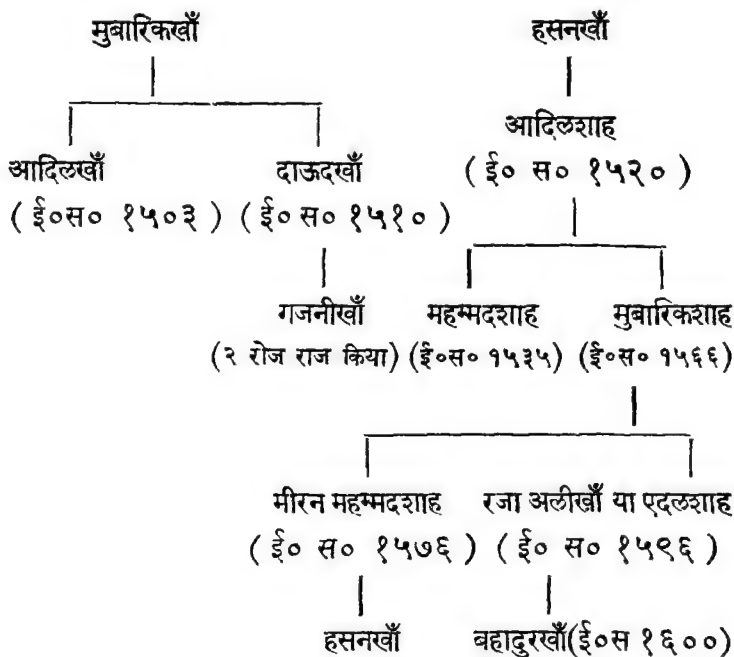 मुबारिकखाँ हसनखाँ
आदिलशाह
आदिलखाँ दाऊदखाँ ( ई० स० १५२० )
( ई०स० १५०३ ) ( ई० स० १५१० )
गजनीखाँ महम्मदशाह मुबारिकशाह
(२ रोज राज किया) (ई०स० १५३५) (ई०स० १५६६)
मीरन महम्मदशाह रजा अलीखाँ या एदलशाह
( ई० स० १५७६ ) ( ई० स० १५९६ )
हसनखाँ बहादुरखाँ(ई०स १६००)